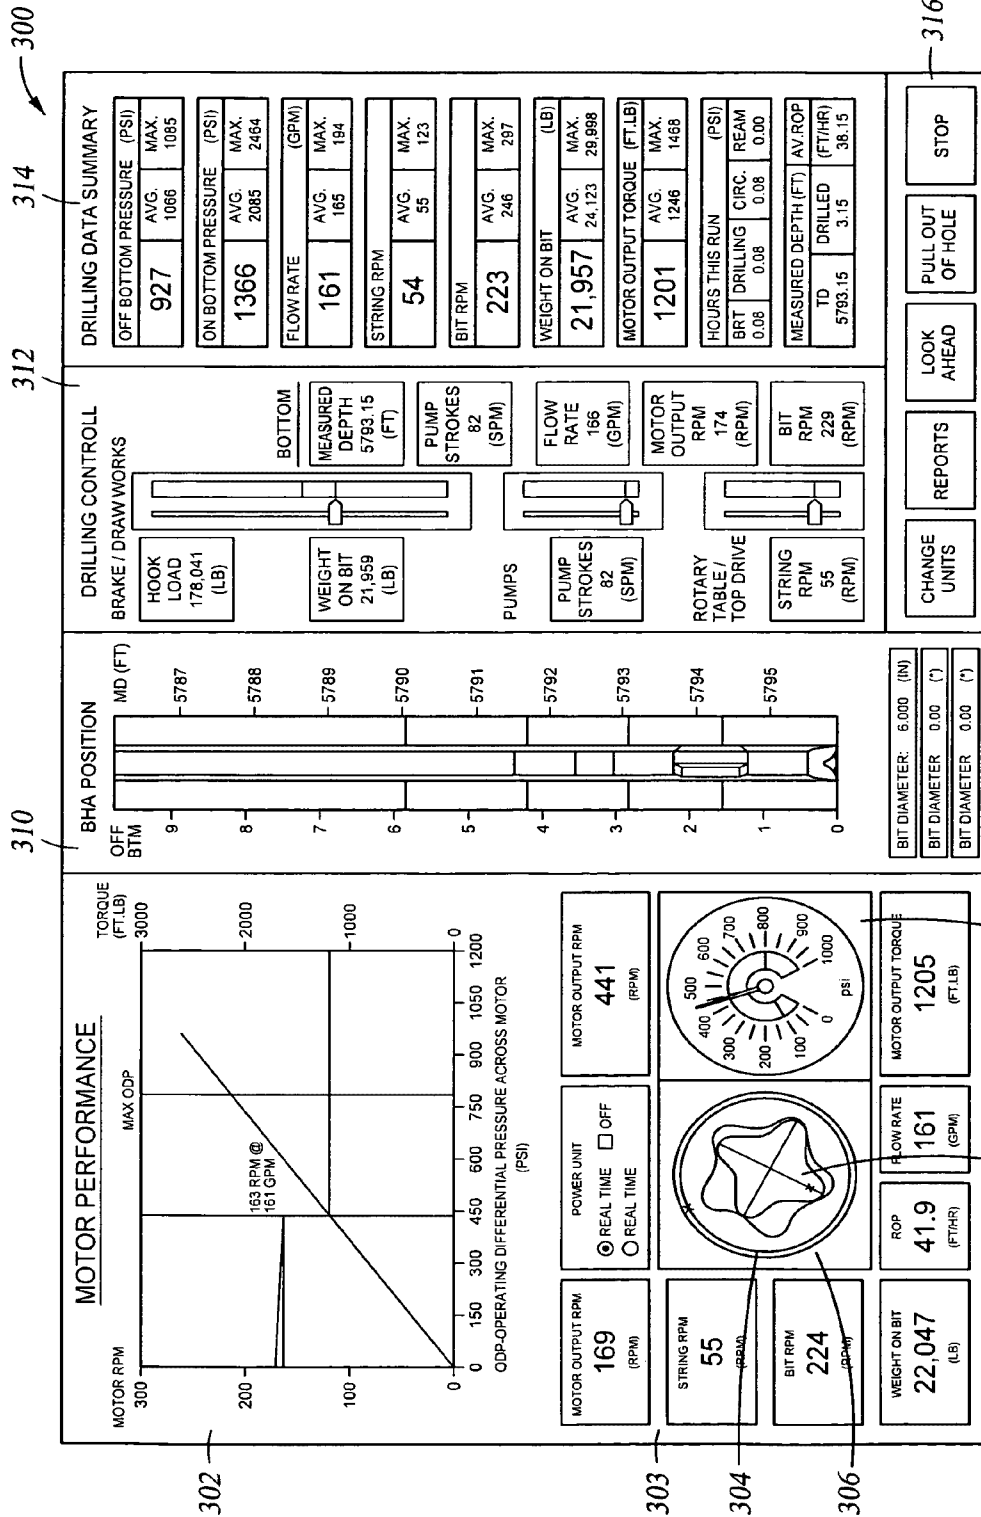 300
302
MOTOR PERFORMANCE
MOTOR RPM
MAX ODP
TORQUE
(FT.LB)
300
200
100
0
3000
2000
1000
0
163 RPM @
161 GPM
0 150 300 450 600 750 900 1050 1200
ODP-OPERATING DIFFERENTIAL PRESSURE ACROSS MOTOR
(PSI)
303
MOTOR OUTPUT RPM
169
(RPM)
POWER UNIT
REAL TIME
OFF
REAL TIME
MOTOR OUTPUT RPM
441
(RPM)
304
STRING RPM
55
(RPM)
306
BIT RPM
224
(RPM)
0
100
200
300
400
500
600
700
800
900
1000
psi
WEIGHT ON BIT
22,047
(LB)
ROP
41.9
(FT/HR)
FLOW RATE
161
(GPM)
MOTOR OUTPUT TORQUE
1205
(FT.LB)
310
BHA POSITION
OFF
BTM
MD (FT)
9
8
7
6
5
4
3
2
1
0
5787
5788
5789
5790
5791
5792
5793
5794
5795
BIT DIAMETER: 6.000 (IN)
BIT DIAMETER 0.00 (")
BIT DIAMETER 0.00 (")
312
DRILLING CONTROLL
BRAKE / DRAW WORKS
HOOK
LOAD
178,041
(LB)
WEIGHT
ON BIT
21,959
(LB)
BOTTOM
MEASURED
DEPTH
5793.15
(FT)
PUMPS
PUMP
STROKES
82
(SPM)
PUMP
STROKES
82
(SPM)
FLOW
RATE
166
(GPM)
ROTARY
TABLE /
TOP DRIVE
MOTOR
OUTPUT
RPM
174
(RPM)
STRING
RPM
55
(RPM)
BIT
RPM
229
(RPM)
314
DRILLING DATA SUMMARY
OFF BOTTOM PRESSURE (PSI)
927
AVG.
1066
MAX.
1085
ON BOTTOM PRESSURE (PSI)
1366
AVG.
2085
MAX.
2464
FLOW RATE (GPM)
161
AVG.
165
MAX.
194
STRING RPM
54
AVG.
55
MAX.
123
BIT RPM
223
AVG.
246
MAX.
297
WEIGHT ON BIT (LB)
21,957
AVG.
24,123
MAX.
29,998
MOTOR OUTPUT TORQUE (FT.LB)
1201
AVG.
1246
MAX.
1468
HOURS THIS RUN (PSI)
BRT DRILLING CIRC. REAM
0.08 0.08 0.08 0.00
MEASURED DEPTH (FT) AV.ROP
TD DRILLED (FT/HR)
5793.15 3.15 38.15
CHANGE
UNITS
REPORTS
LOOK
AHEAD
PULL OUT
OF HOLE
STOP
316